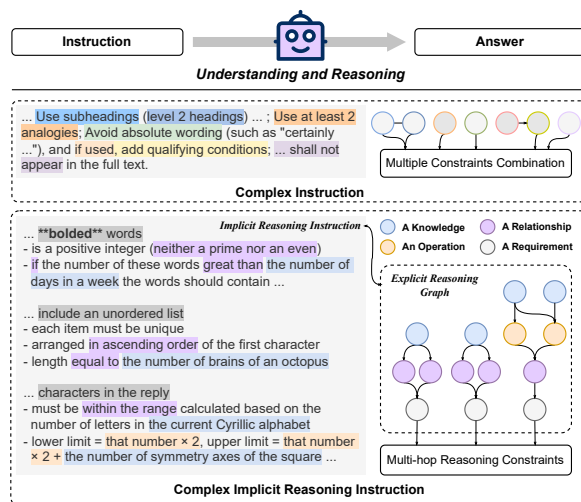 Instruction
Answer
Understanding and Reasoning
... Use subheadings (level 2 headings) ... ; Use at least 2
analogies; Avoid absolute wording (such as "certainly
..."), and if used, add qualifying conditions; ... shall not
appear in the full text.
Multiple Constraints Combination
Complex Instruction
... **bolded** words
- is a positive integer (neither a prime nor an even)
- if the number of these words great than the number of
days in a week the words should contain ...
... include an unordered list
- each item must be unique
- arranged in ascending order of the first character
- length equal to the number of brains of an octopus
... characters in the reply
- must be within the range calculated based on the
number of letters in the current Cyrillic alphabet
- lower limit = that number × 2, upper limit = that number
× 2 + the number of symmetry axes of the square ...
Implicit Reasoning Instruction
A Knowledge
A Relationship
An Operation
A Requirement
Explicit Reasoning
Graph
Multi-hop Reasoning Constraints
Complex Implicit Reasoning Instruction